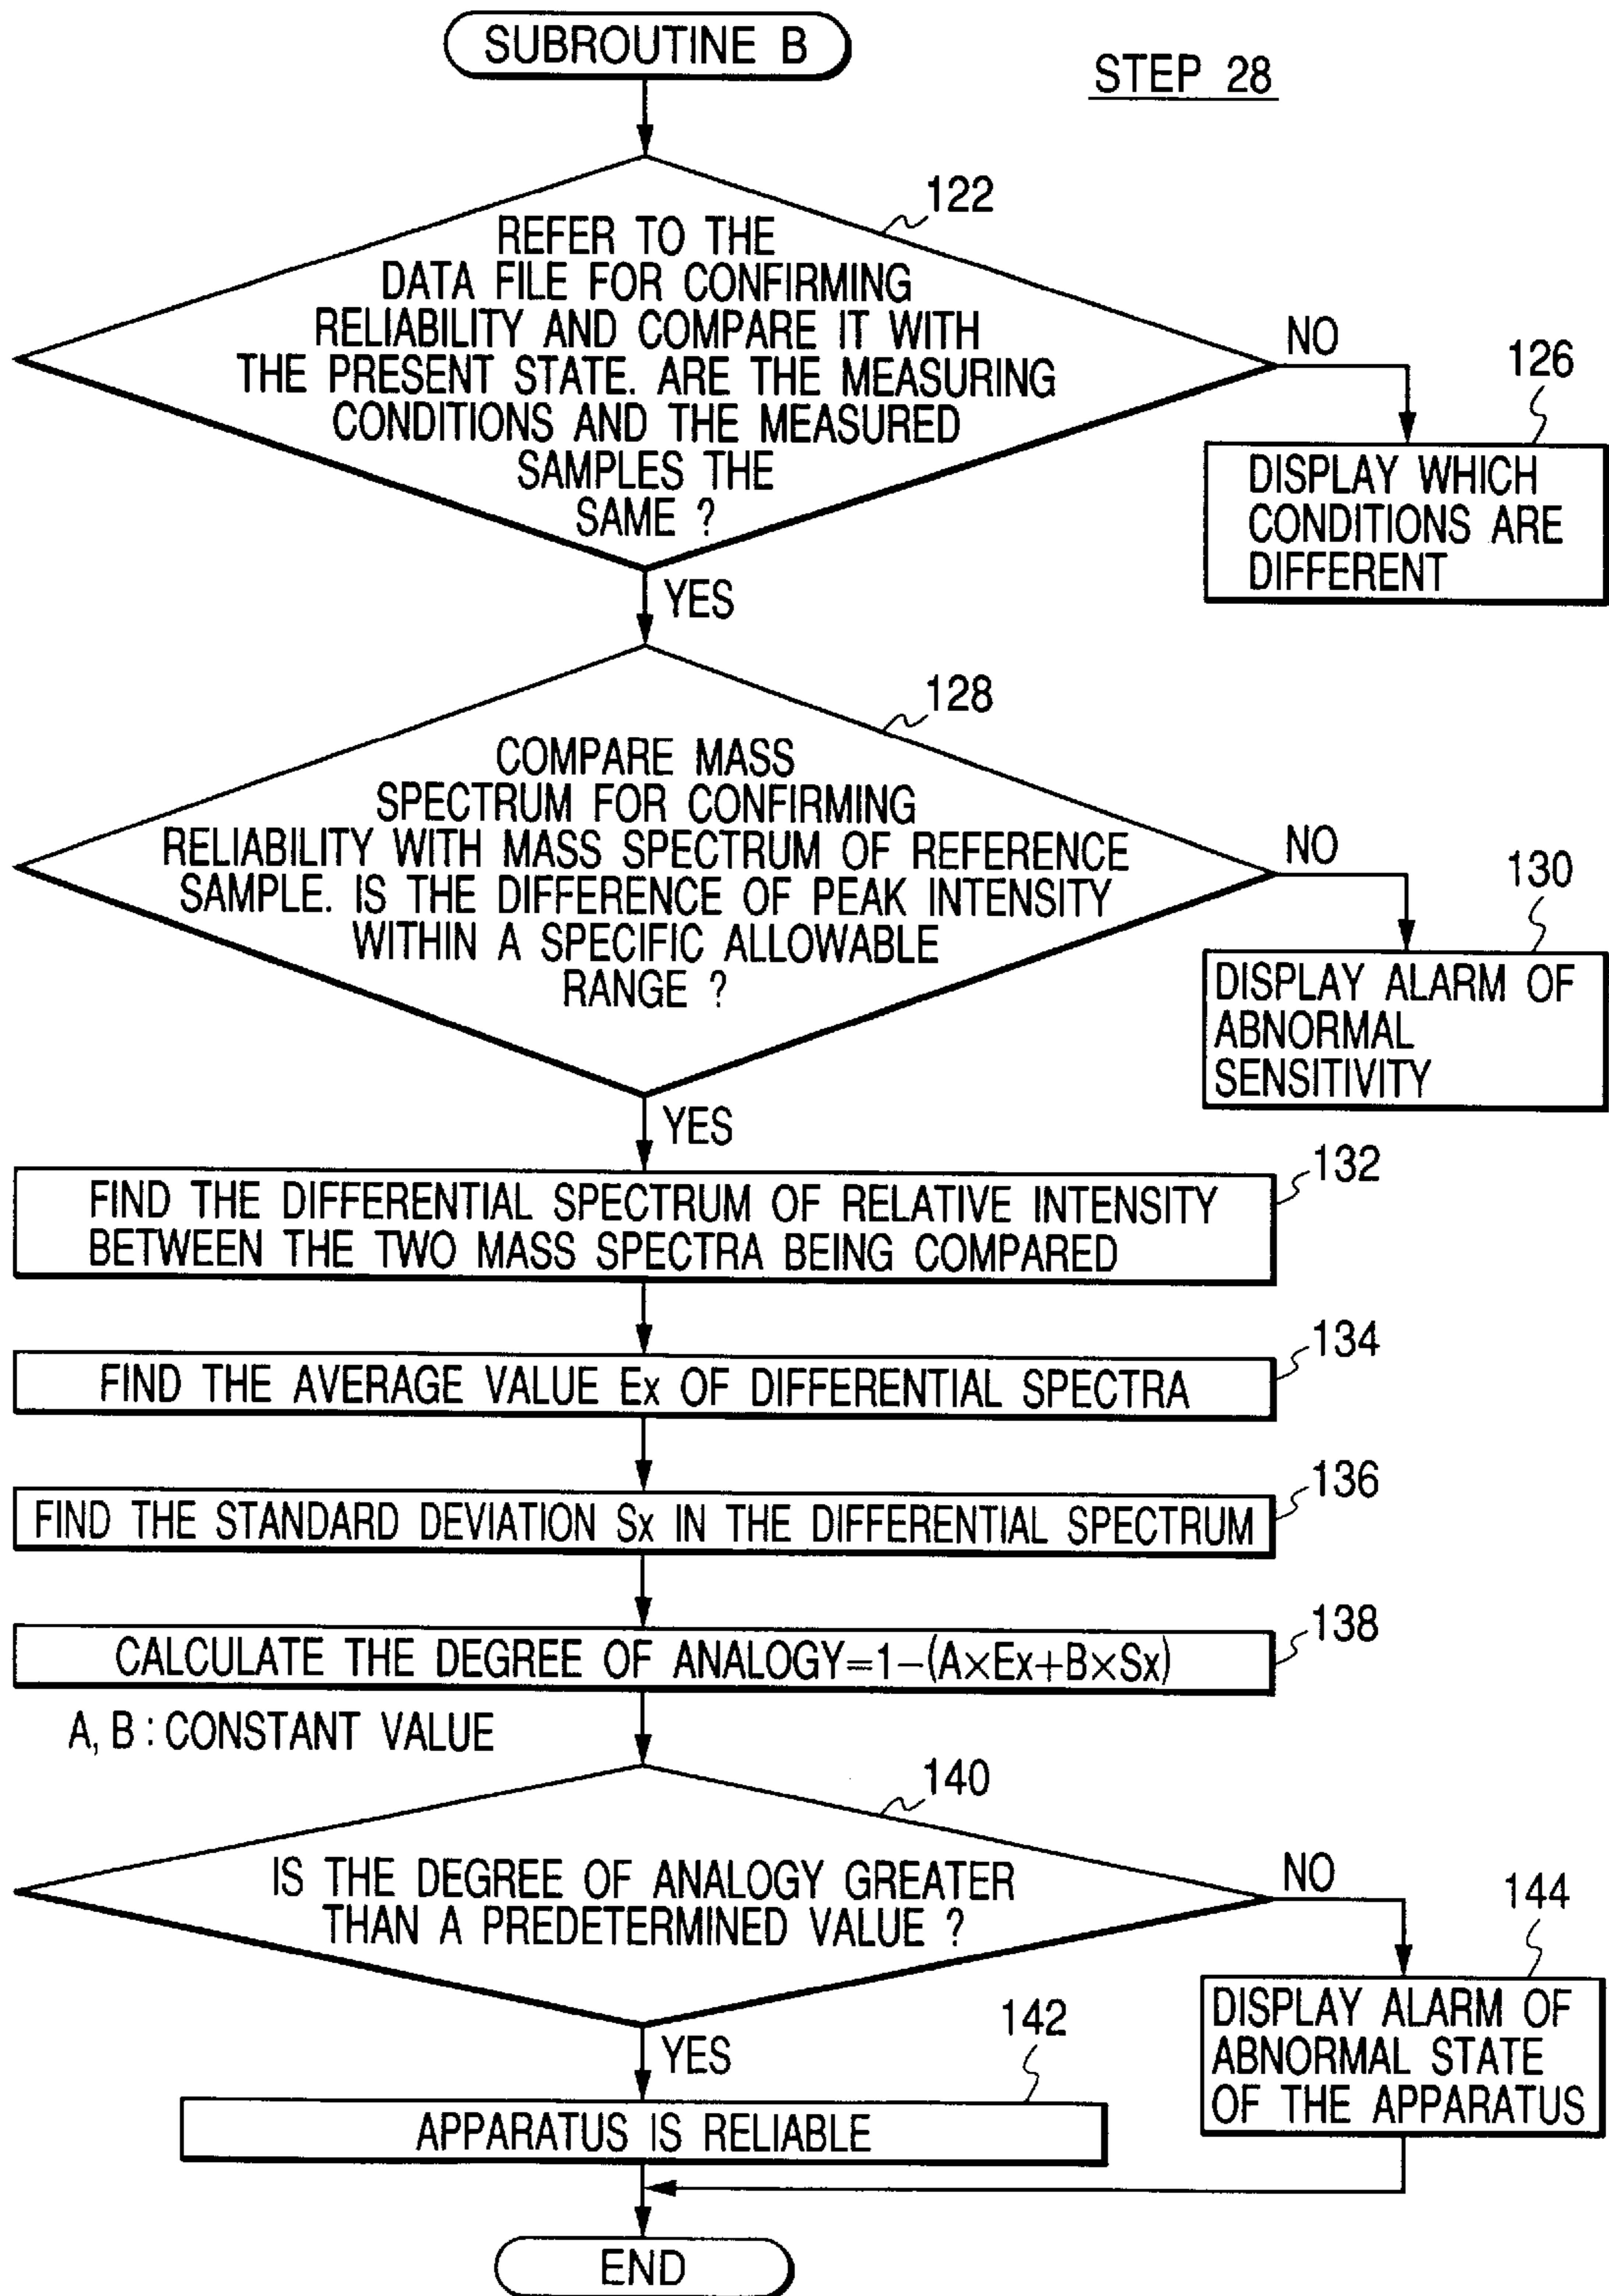 SUBROUTINE B
STEP 28
122
REFER TO THE
DATA FILE FOR CONFIRMING
RELIABILITY AND COMPARE IT WITH
THE PRESENT STATE. ARE THE MEASURING
CONDITIONS AND THE MEASURED
SAMPLES THE
SAME ?
NO
126
DISPLAY WHICH
CONDITIONS ARE
DIFFERENT
YES
128
COMPARE MASS
SPECTRUM FOR CONFIRMING
RELIABILITY WITH MASS SPECTRUM OF REFERENCE
SAMPLE. IS THE DIFFERENCE OF PEAK INTENSITY
WITHIN A SPECIFIC ALLOWABLE
RANGE ?
NO
130
DISPLAY ALARM OF
ABNORMAL
SENSITIVITY
YES
132
FIND THE DIFFERENTIAL SPECTRUM OF RELATIVE INTENSITY
BETWEEN THE TWO MASS SPECTRA BEING COMPARED
134
FIND THE AVERAGE VALUE Ex OF DIFFERENTIAL SPECTRA
136
FIND THE STANDARD DEVIATION Sx IN THE DIFFERENTIAL SPECTRUM
138
CALCULATE THE DEGREE OF ANALOGY=1−(A×Ex+B×Sx)
A, B : CONSTANT VALUE
140
IS THE DEGREE OF ANALOGY GREATER
THAN A PREDETERMINED VALUE ?
NO
144
DISPLAY ALARM OF
ABNORMAL STATE
OF THE APPARATUS
YES
142
APPARATUS IS RELIABLE
END